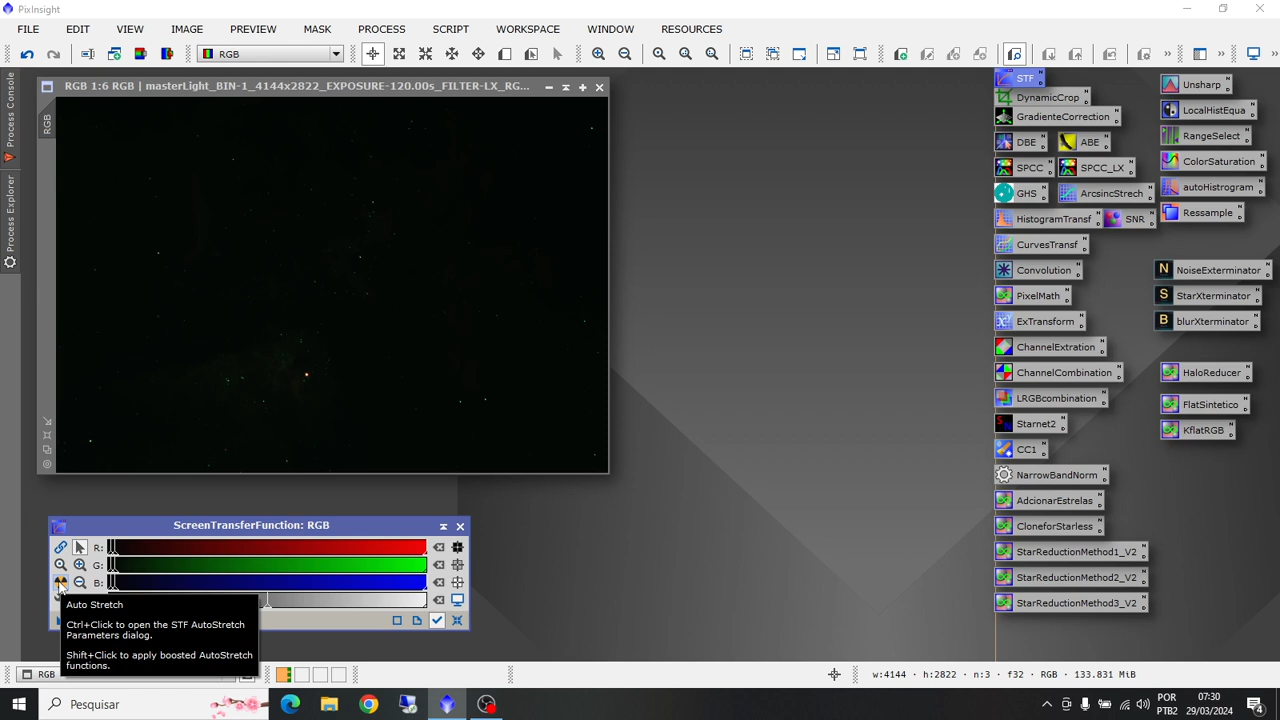 PixInsight
FILE EDIT VIEW IMAGE PREVIEW MASK PROCESS SCRIPT WORKSPACE WINDOW RESOURCES
RGB
Process Console
Process Explorer
RGB 1:6 RGB | masterLight_BIN-1_4144x2822_EXPOSURE-120.00s_FILTER-LX_RG...
RGB
STF
DynamicCrop
GradienteCorrection
DBE ABE
SPCC SPCC_LX
GHS ArcsincStrech
HistogramTransf SNR
CurvesTransf
Convolution
PixelMath
ExTransform
ChannelExtration
ChannelCombination
LRGBcombination
Starnet2
CC1
NarrowBandNorm
AdcionarEstrelas
CloneforStarless
StarReductionMethod1_V2
StarReductionMethod2_V2
StarReductionMethod3_V2
Unsharp
LocalHistEqua
RangeSelect
ColorSaturation
autoHistrogram
Ressample
N NoiseExterminator
S StarXterminator
B blurXterminator
HaloReducer
FlatSintetico
KflatRGB
ScreenTransferFunction: RGB
R:
G:
B:
Auto Stretch
Ctrl+Click to open the STF AutoStretch
Parameters dialog.
Shift+Click to apply boosted AutoStretch
functions.
RGB
w:4144 · h:2822 · n:3 · f32 · RGB · 133.831 MiB
Pesquisar
POR
PTB2
07:30
29/03/2024
4